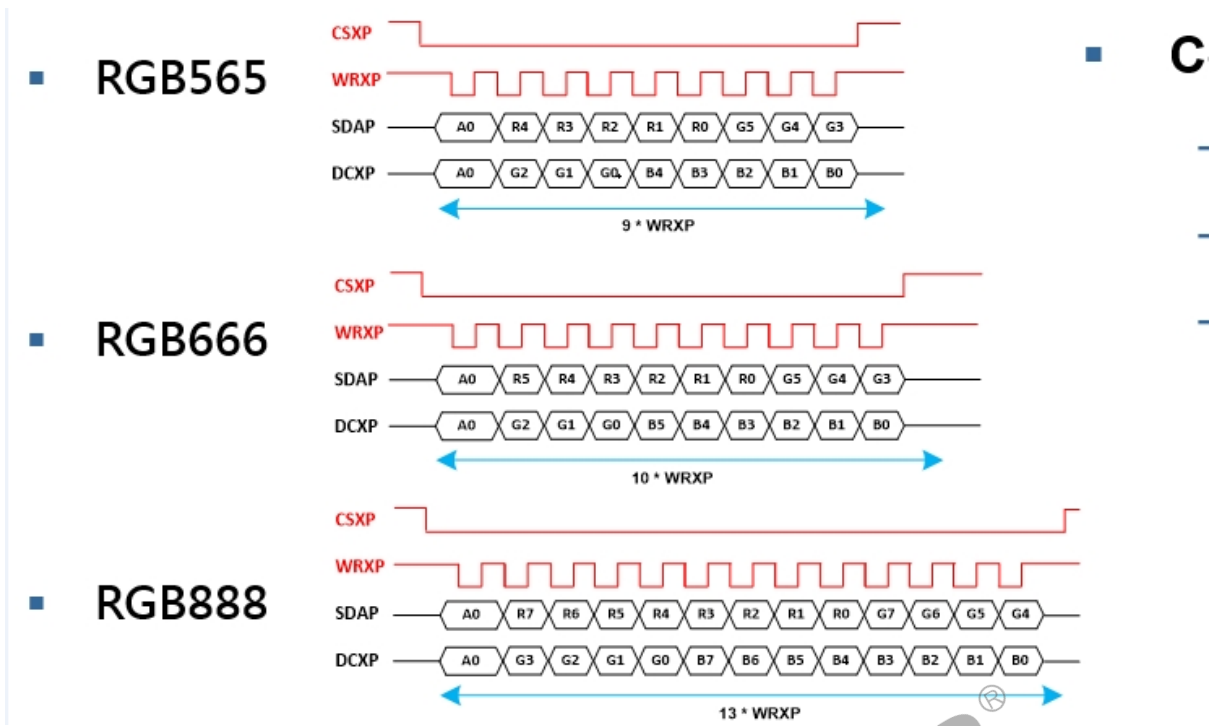 RGB565
CSXP
WRXP
SDAP A0 R4 R3 R2 R1 R0 G5 G4 G3
DCXP A0 G2 G1 G0 B4 B3 B2 B1 B0
9 * WRXP
RGB666
CSXP
WRXP
SDAP A0 R5 R4 R3 R2 R1 R0 G5 G4 G3
DCXP A0 G2 G1 G0 B5 B4 B3 B2 B1 B0
10 * WRXP
RGB888
CSXP
WRXP
SDAP A0 R7 R6 R5 R4 R3 R2 R1 R0 G7 G6 G5 G4
DCXP A0 G3 G2 G1 G0 B7 B6 B5 B4 B3 B2 B1 B0
13 * WRXP
®
C